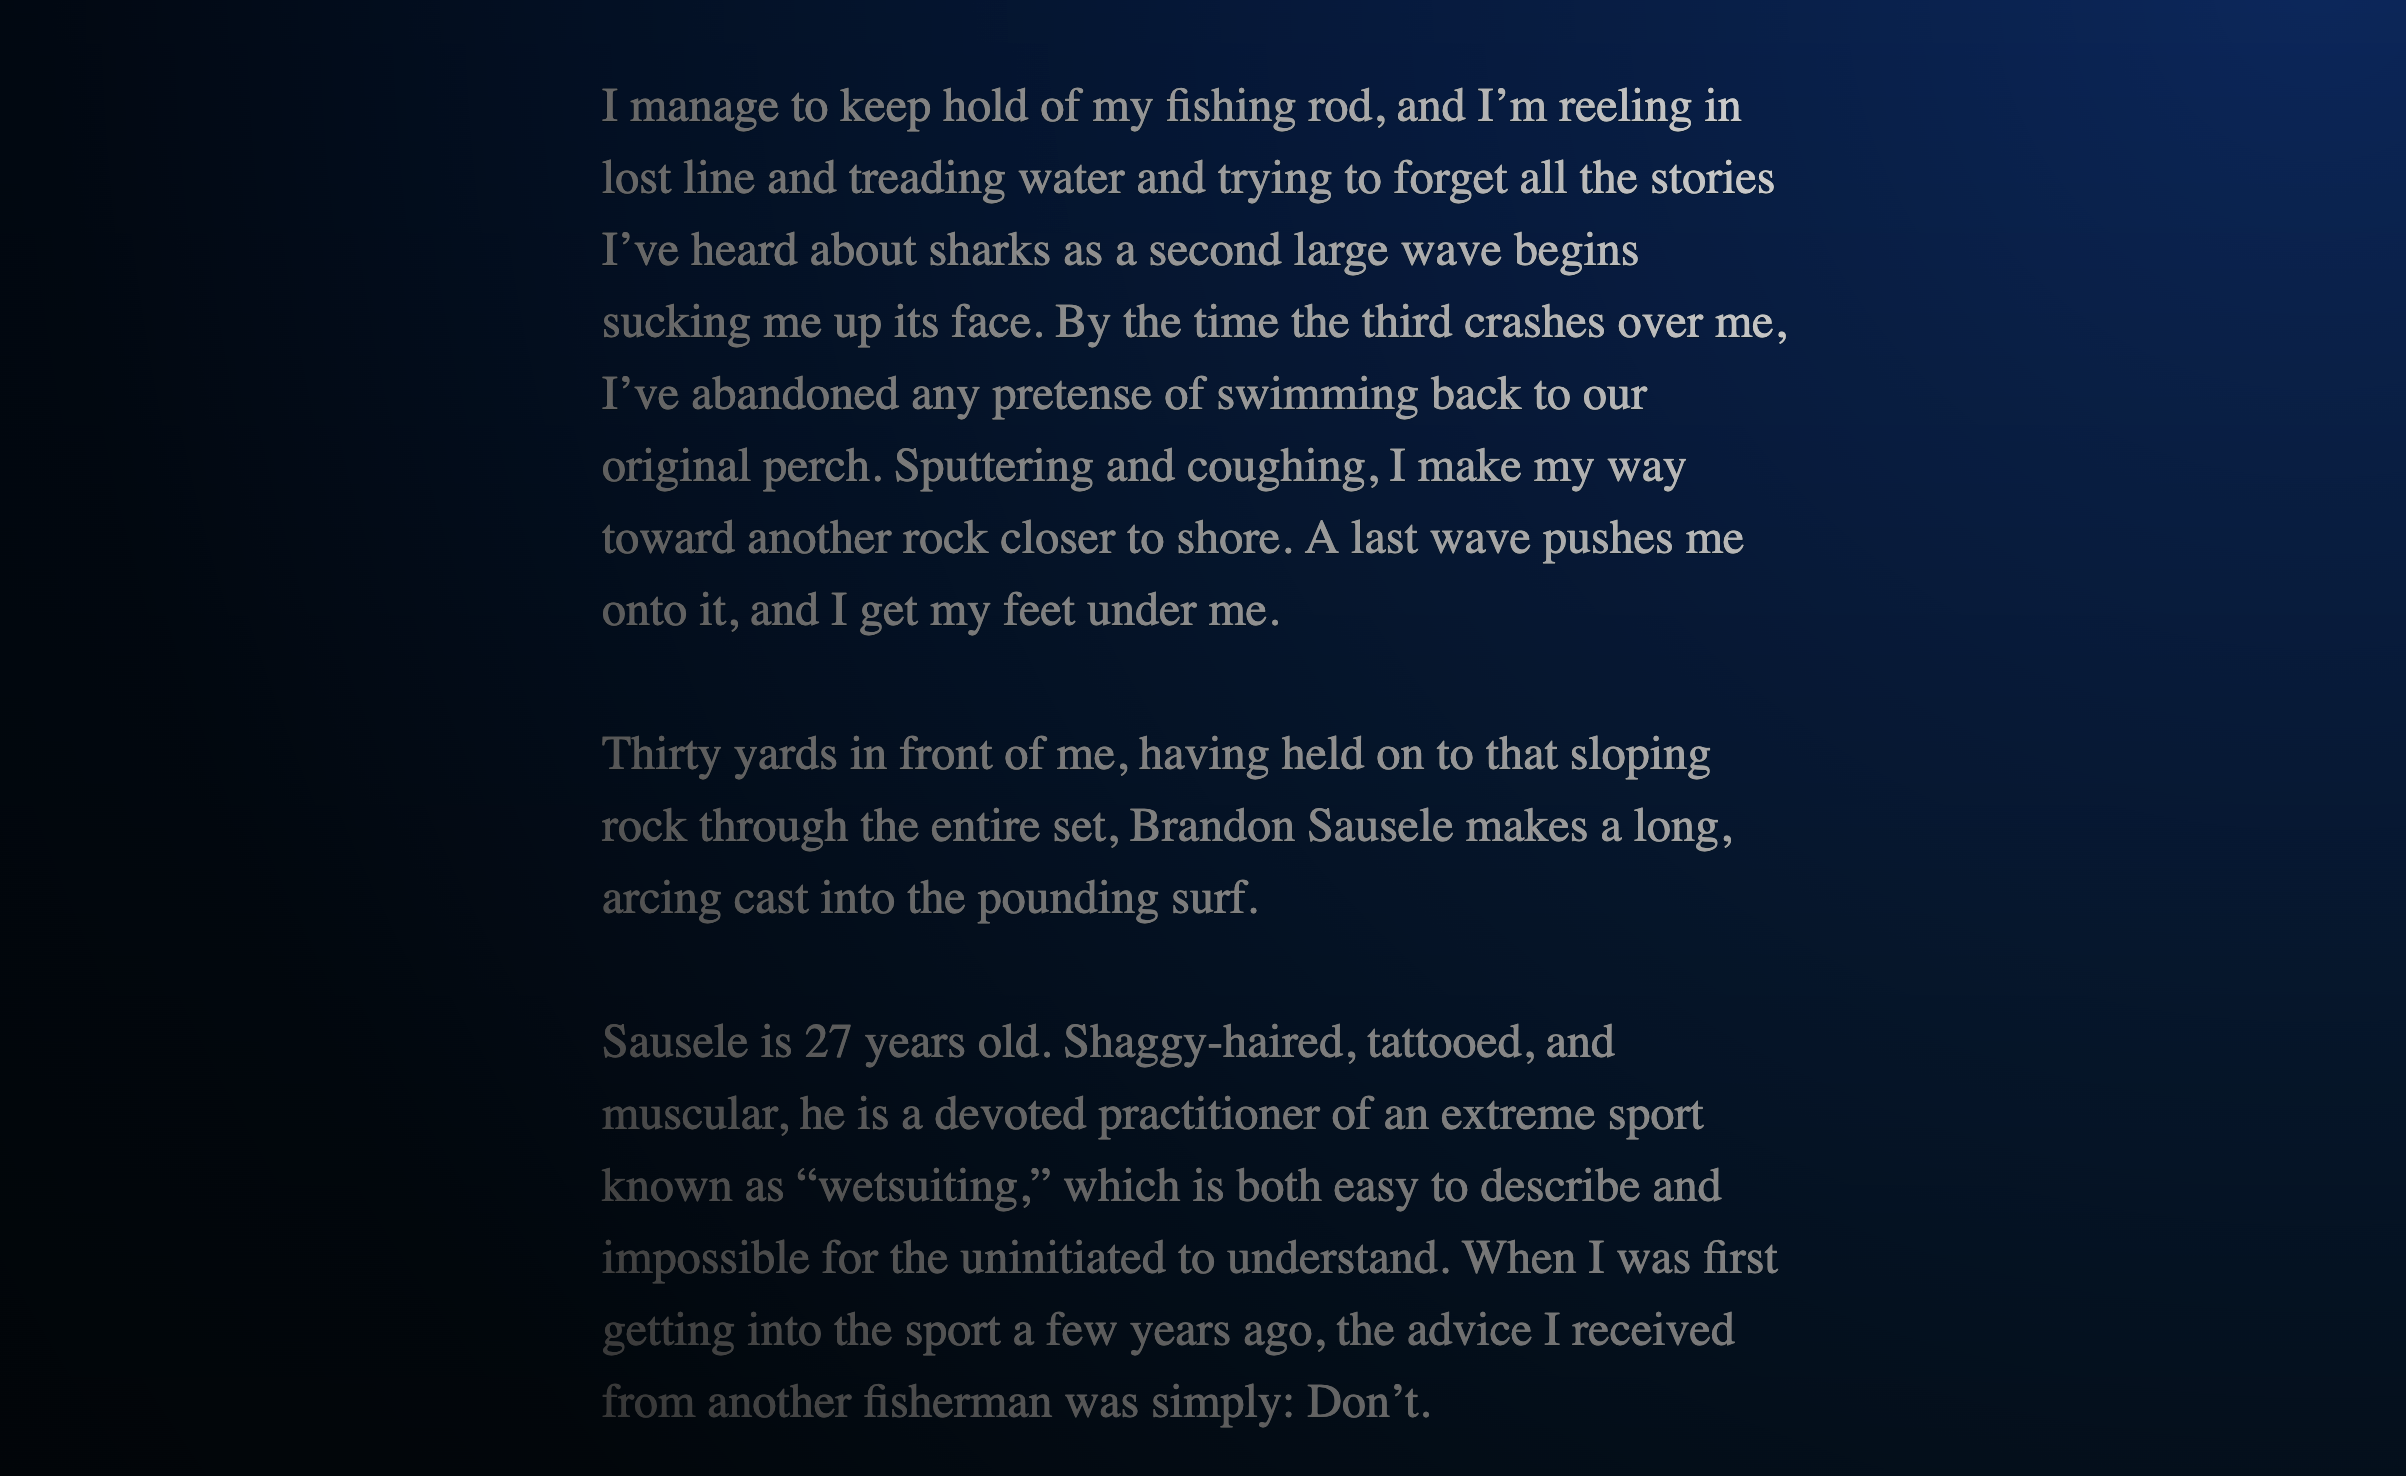 I manage to keep hold of my fishing rod, and I’m reeling in
lost line and treading water and trying to forget all the stories
I’ve heard about sharks as a second large wave begins
sucking me up its face. By the time the third crashes over me,
I’ve abandoned any pretense of swimming back to our
original perch. Sputtering and coughing, I make my way
toward another rock closer to shore. A last wave pushes me
onto it, and I get my feet under me.
Thirty yards in front of me, having held on to that sloping
rock through the entire set, Brandon Sausele makes a long,
arcing cast into the pounding surf.
Sausele is 27 years old. Shaggy-haired, tattooed, and
muscular, he is a devoted practitioner of an extreme sport
known as “wetsuiting,” which is both easy to describe and
impossible for the uninitiated to understand. When I was first
getting into the sport a few years ago, the advice I received
from another fisherman was simply: Don’t.